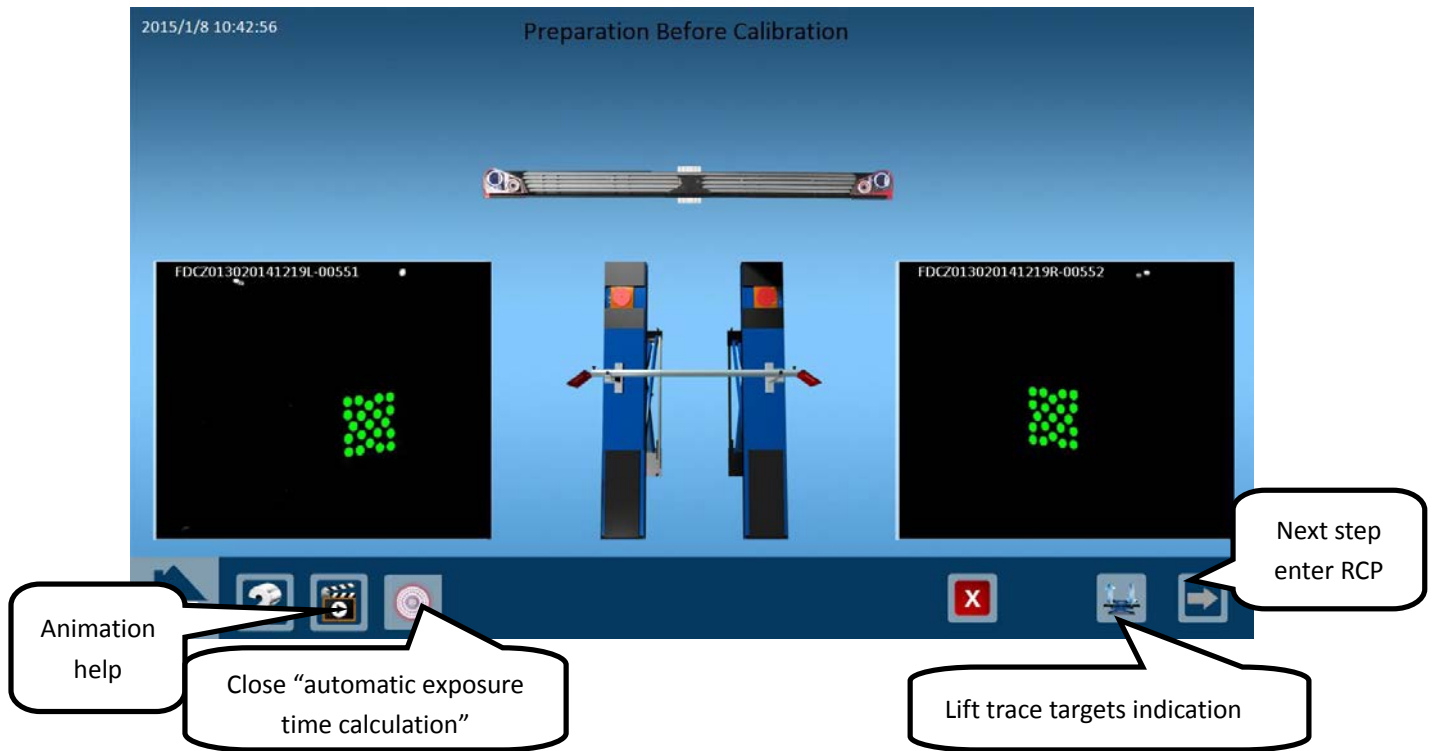 2015/1/8 10:42:56
Preparation Before Calibration
FDCZ013020141219L-00551
FDCZ013020141219R-00552
Next step
enter RCP
X
Animation
help
Close “automatic exposure
time calculation”
Lift trace targets indication